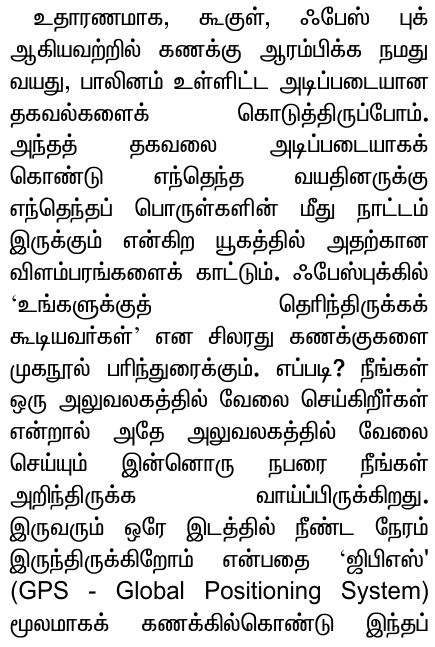 உதாரணமாக, கூகுள், ஃபேஸ் புக்
ஆகியவற்றில் கணக்கு ஆரம்பிக்க நமது
வயது, பாலினம் உள்ளிட்ட அடிப்படையான
தகவல்களைக் கொடுத்திருப்போம்.
அந்தத் தகவலை அடிப்படையாகக்
கொண்டு எந்தெந்த வயதினருக்கு
எந்தெந்தப் பொருள்களின் மீது நாட்டம்
இருக்கும் என்கிற யூகத்தில் அதற்கான
விளம்பரங்களைக் காட்டும். ஃபேஸ்புக்கில்
‘உங்களுக்குத் தெரிந்திருக்கக்
கூடியவர்கள்’ என சிலரது கணக்குகளை
முகநூல் பரிந்துரைக்கும். எப்படி? நீங்கள்
ஒரு அலுவலகத்தில் வேலை செய்கிறீர்கள்
என்றால் அதே அலுவலகத்தில் வேலை
செய்யும் இன்னொரு நபரை நீங்கள்
அறிந்திருக்க வாய்ப்பிருக்கிறது.
இருவரும் ஒரே இடத்தில் நீண்ட நேரம்
இருந்திருக்கிறோம் என்பதை ‘ஜிபிஎஸ்'
(GPS - Global Positioning System)
மூலமாகக் கணக்கில்கொண்டு இந்தப்